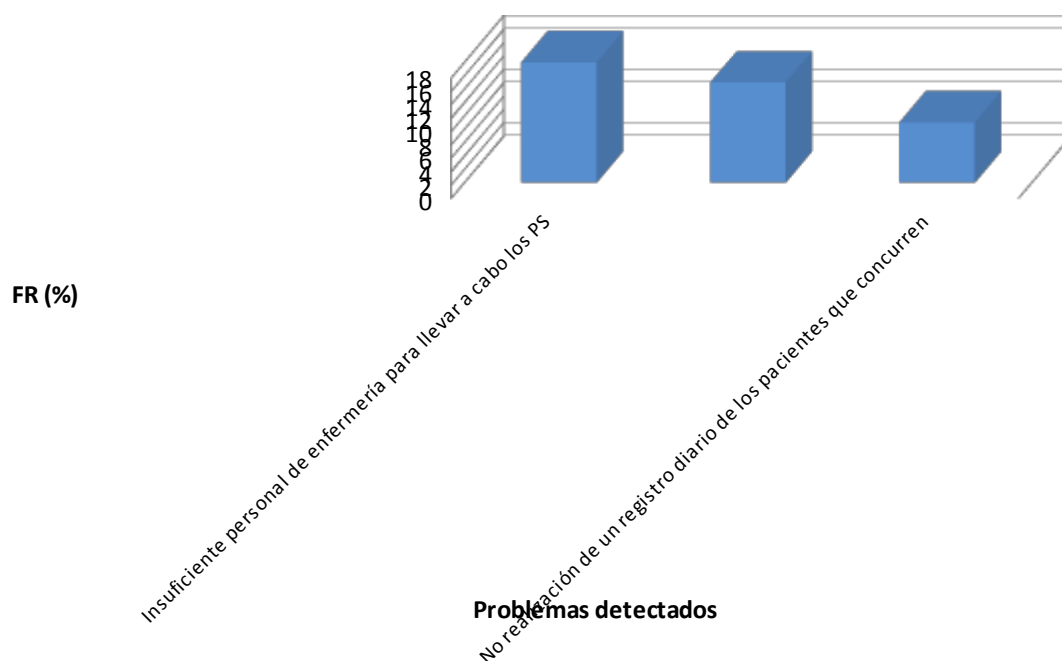 18
16
14
12
10
8
6
4
2
0
FR (%)
Insuficiente personal de enfermería para llevar a cabo los PS
No realización de un registro diario de los pacientes que concurren
Problemas detectados